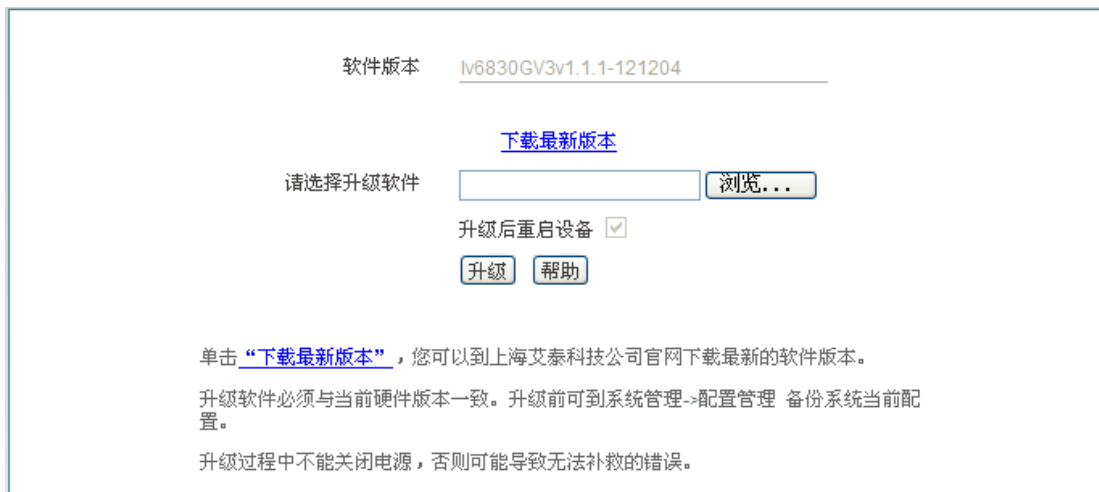 软件版本 lv6830GV3v1.1.1-121204
下载最新版本
请选择升级软件 浏览...
升级后重启设备
升级 帮助
单击“下载最新版本”,您可以到上海艾泰科技公司官网下载最新的软件版本。
升级软件必须与当前硬件版本一致。升级前可到系统管理->配置管理 备份系统当前配
置。
升级过程中不能关闭电源,否则可能导致无法补救的错误。